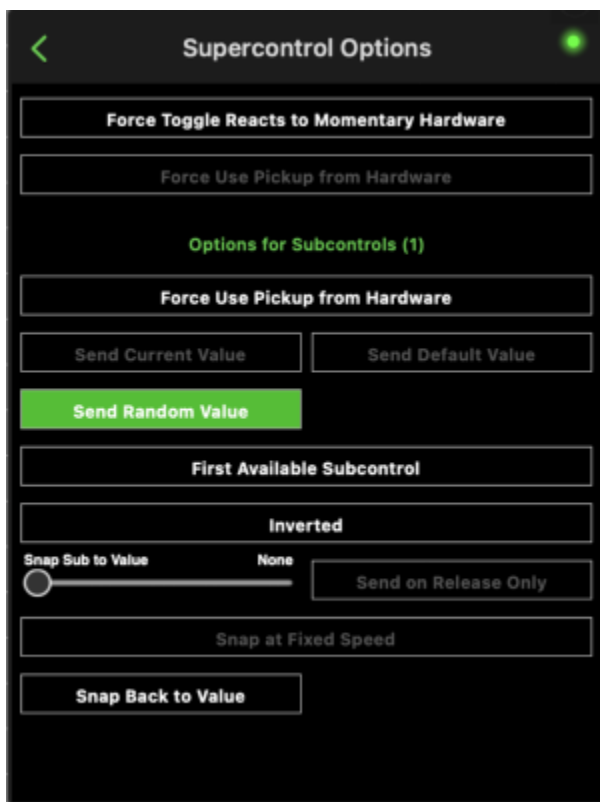 Supercontrol Options
Force Toggle Reacts to Momentary Hardware
Force Use Pickup from Hardware
Options for Subcontrols (1)
Force Use Pickup from Hardware
Send Current Value
Send Default Value
Send Random Value
First Available Subcontrol
Inverted
Snap Sub to Value
None
Send on Release Only
Snap at Fixed Speed
Snap Back to Value